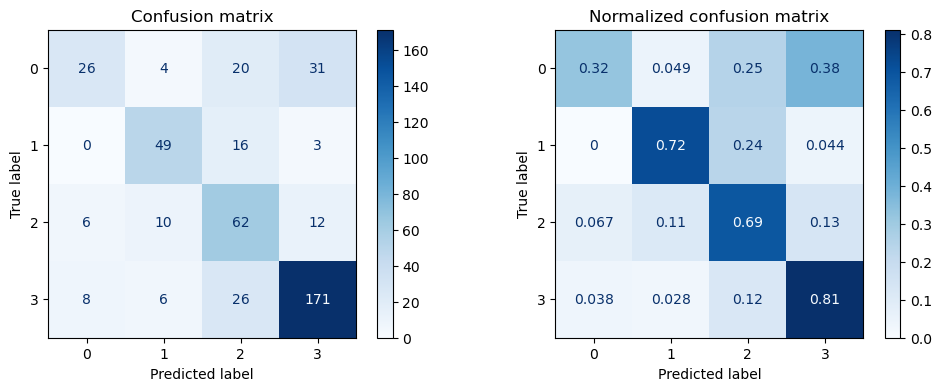 Confusion matrix
0 26 4 20 31
1 0 49 16 3
2 6 10 62 12
3 8 6 26 171
0 1 2 3
Predicted label
True label
160
140
120
100
80
60
40
20
0
Normalized confusion matrix
0 0.32 0.049 0.25 0.38
1 0 0.72 0.24 0.044
2 0.067 0.11 0.69 0.13
3 0.038 0.028 0.12 0.81
0 1 2 3
Predicted label
True label
0.8
0.7
0.6
0.5
0.4
0.3
0.2
0.1
0.0